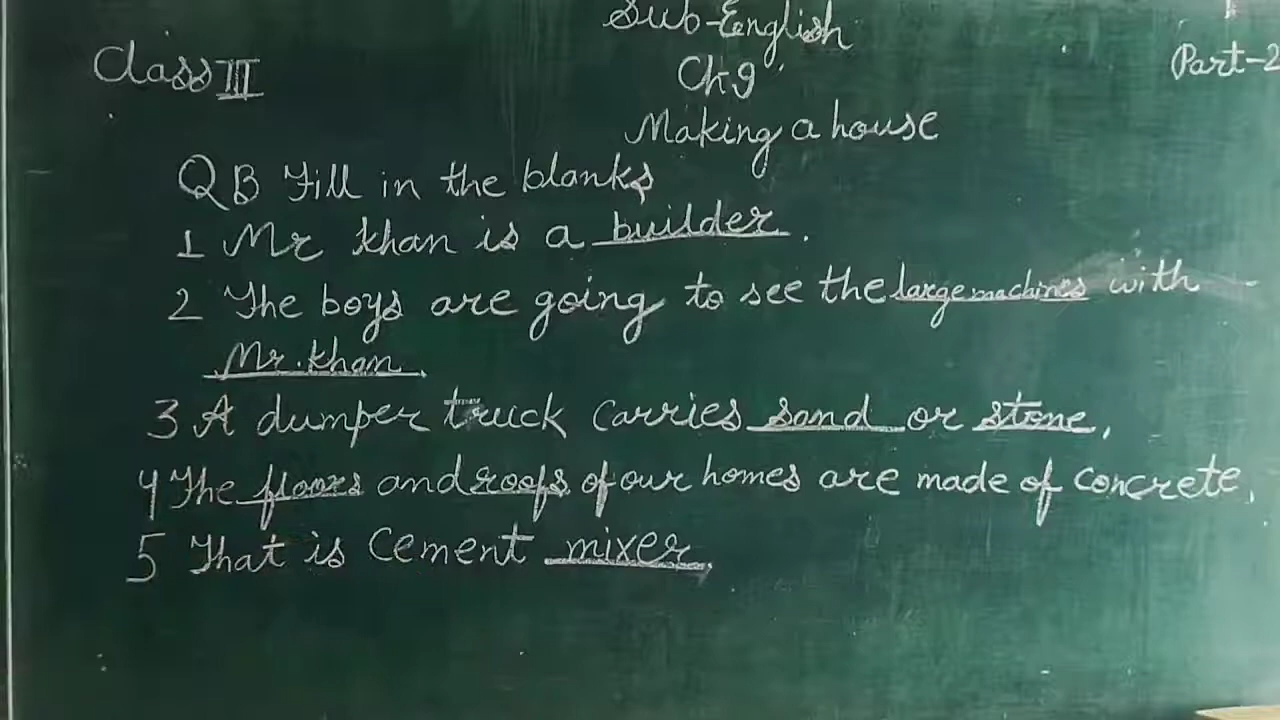 Sub-English
Class III
Ch 9
Part-2
Making a house
QB Fill in the blanks
1 Mr khan is a builder.
2 The boys are going to see the large machines with
Mr. khan.
3 A dumper truck carries sand or stone.
4 The floors and roofs of our homes are made of concrete.
5 That is cement mixer.